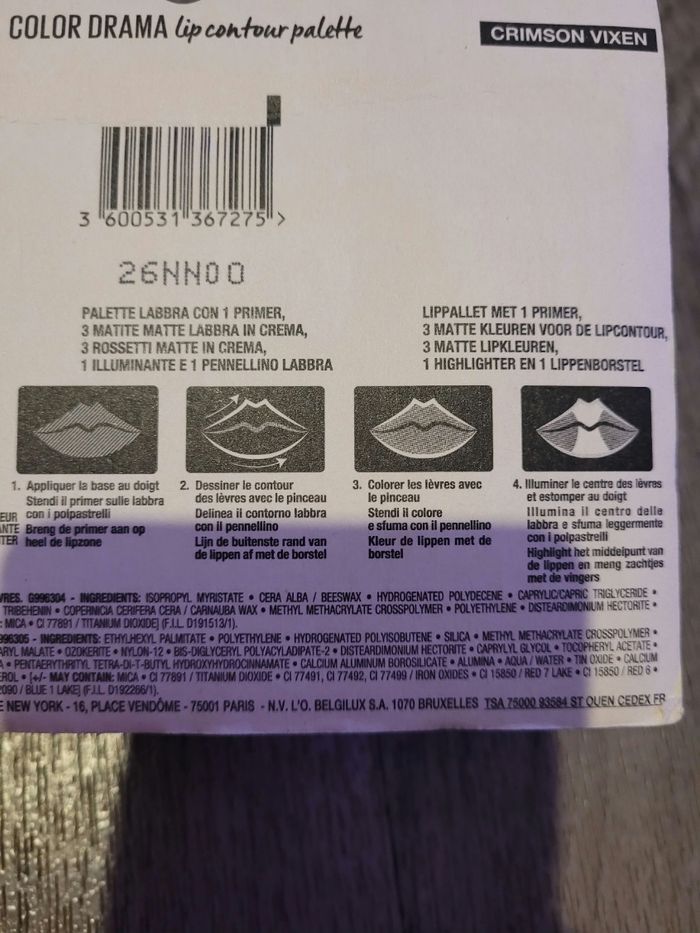 COLOR DRAMA lip contour palette
CRIMSON VIXEN
3 600531 367275 >
26NN00
PALETTE LABBRA CON 1 PRIMER,
3 MATITE MATTE LABBRA IN CREMA,
3 ROSSETTI MATTE IN CREMA,
1 ILLUMINANTE E 1 PENNELLINO LABBRA
LIPPALLET MET 1 PRIMER,
3 MATTE KLEUREN VOOR DE LIPCONTOUR,
3 MATTE LIPKLEUREN,
1 HIGHLIGHTER EN 1 LIPPENBORSTEL
1. Appliquer la base au doigt
Stendi il primer sulle labbra
con i polpastrelli
Breng de primer aan op
heel de lipzone
2. Dessiner le contour
des lèvres avec le pinceau
Delinea il contorno labbra
con il pennellino
Lijn de buitenste rand van
de lippen af met de borstel
3. Colorer les lèvres avec
le pinceau
Stendi il colore
e sfuma con il pennellino
Kleur de lippen met de
borstel
4. Illuminer le centre des lèvres
et estomper au doigt
Illumina il centro delle
labbra e sfuma leggermente
con i polpastrelli
Highlight het middelpunt van
de lippen en meng zachtjes
met de vingers
EUR
ANTE
TER
VRES. G996304 - INGREDIENTS: ISOPROPYL MYRISTATE • CERA ALBA / BEESWAX • HYDROGENATED POLYDECENE • CAPRYLIC/CAPRIC TRIGLYCERIDE •
TRIBEHENIN • COPERNICIA CERIFERA CERA / CARNAUBA WAX • METHYL METHACRYLATE CROSSPOLYMER • POLYETHYLENE • DISTEARDIMONIUM HECTORITE •
: MICA • CI 77891 / TITANIUM DIOXIDE] (F.I.L. D191513/1).
996305 - INGREDIENTS: ETHYLHEXYL PALMITATE • POLYETHYLENE • HYDROGENATED POLYISOBUTENE • SILICA • METHYL METHACRYLATE CROSSPOLYMER •
ARYL MALATE • OZOKERITE • NYLON-12 • BIS-DIGLYCERYL POLYACYLADIPATE-2 • DISTEARDIMONIUM HECTORITE • CAPRYLYL GLYCOL • TOCOPHERYL ACETATE •
A • PENTAERYTHRITYL TETRA-DI-T-BUTYL HYDROXYHYDROCINNAMATE • CALCIUM ALUMINUM BOROSILICATE • ALUMINA • AQUA / WATER • TIN OXIDE • CALCIUM
EROL • [+/- MAY CONTAIN: MICA • CI 77891 / TITANIUM DIOXIDE • CI 77491, CI 77492, CI 77499 / IRON OXIDES • CI 15850 / RED 7 LAKE • CI 15850 / RED 6 •
2090 / BLUE 1 LAKE] (F.I.L. D192266/1).
E NEW YORK - 16, PLACE VENDÔME - 75001 PARIS - N.V. L'O. BELGILUX S.A. 1070 BRUXELLES TSA 75000 93584 ST OUEN CEDEX FR